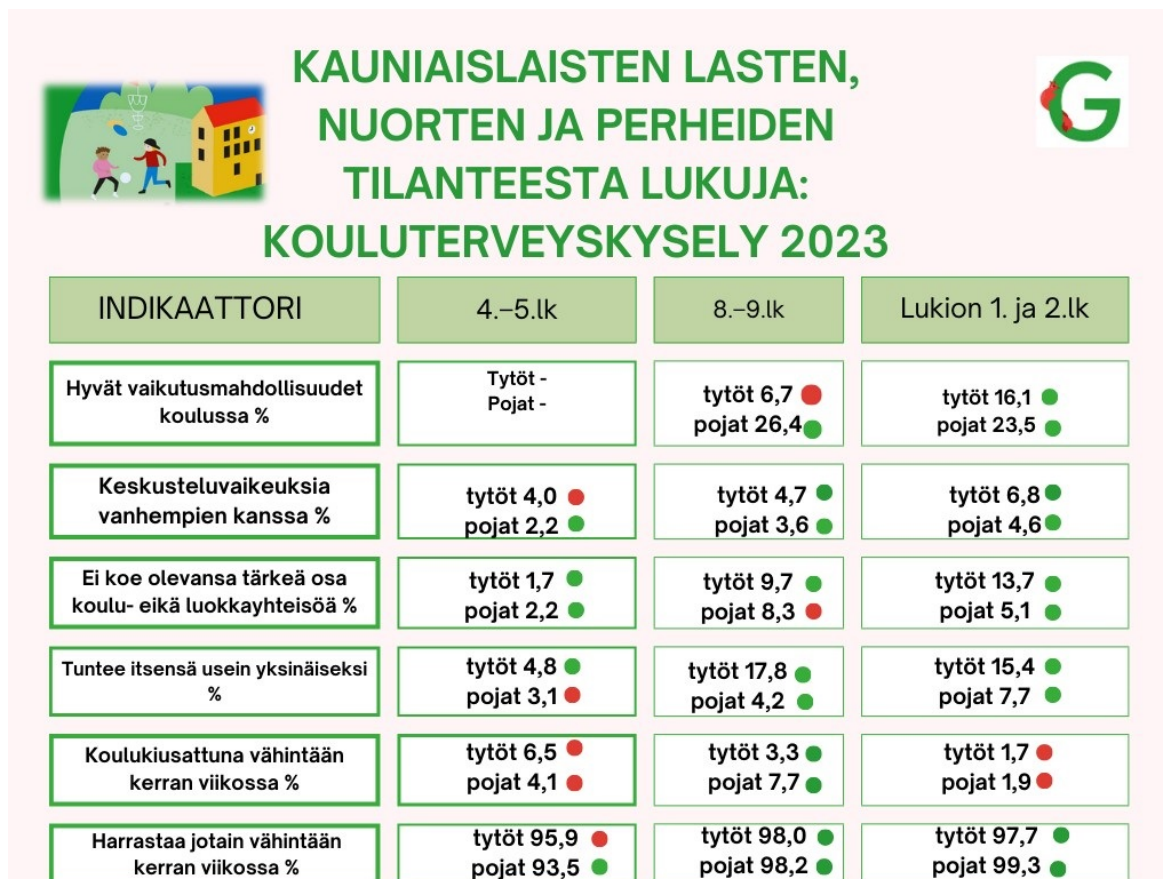 KAUNIAISLAISTEN LASTEN,
NUORTEN JA PERHEIDEN
TILANTEESTA LUKUJA:
KOULUTERVEYSKYSELY 2023
G
INDIKAATTORI
4.–5.lk
8.–9.lk
Lukion 1. ja 2.lk
Hyvät vaikutusmahdollisuudet
koulussa %
Tytöt -
Pojat -
tytöt 6,7
pojat 26,4
tytöt 16,1
pojat 23,5
Keskusteluvaikeuksia
vanhempien kanssa %
tytöt 4,0
pojat 2,2
tytöt 4,7
pojat 3,6
tytöt 6,8
pojat 4,6
Ei koe olevansa tärkeä osa
koulu- eikä luokkayhteisöä %
tytöt 1,7
pojat 2,2
tytöt 9,7
pojat 8,3
tytöt 13,7
pojat 5,1
Tuntee itsensä usein yksinäiseksi
%
tytöt 4,8
pojat 3,1
tytöt 17,8
pojat 4,2
tytöt 15,4
pojat 7,7
Koulukiusattuna vähintään
kerran viikossa %
tytöt 6,5
pojat 4,1
tytöt 3,3
pojat 7,7
tytöt 1,7
pojat 1,9
Harrastaa jotain vähintään
kerran viikossa %
tytöt 95,9
pojat 93,5
tytöt 98,0
pojat 98,2
tytöt 97,7
pojat 99,3